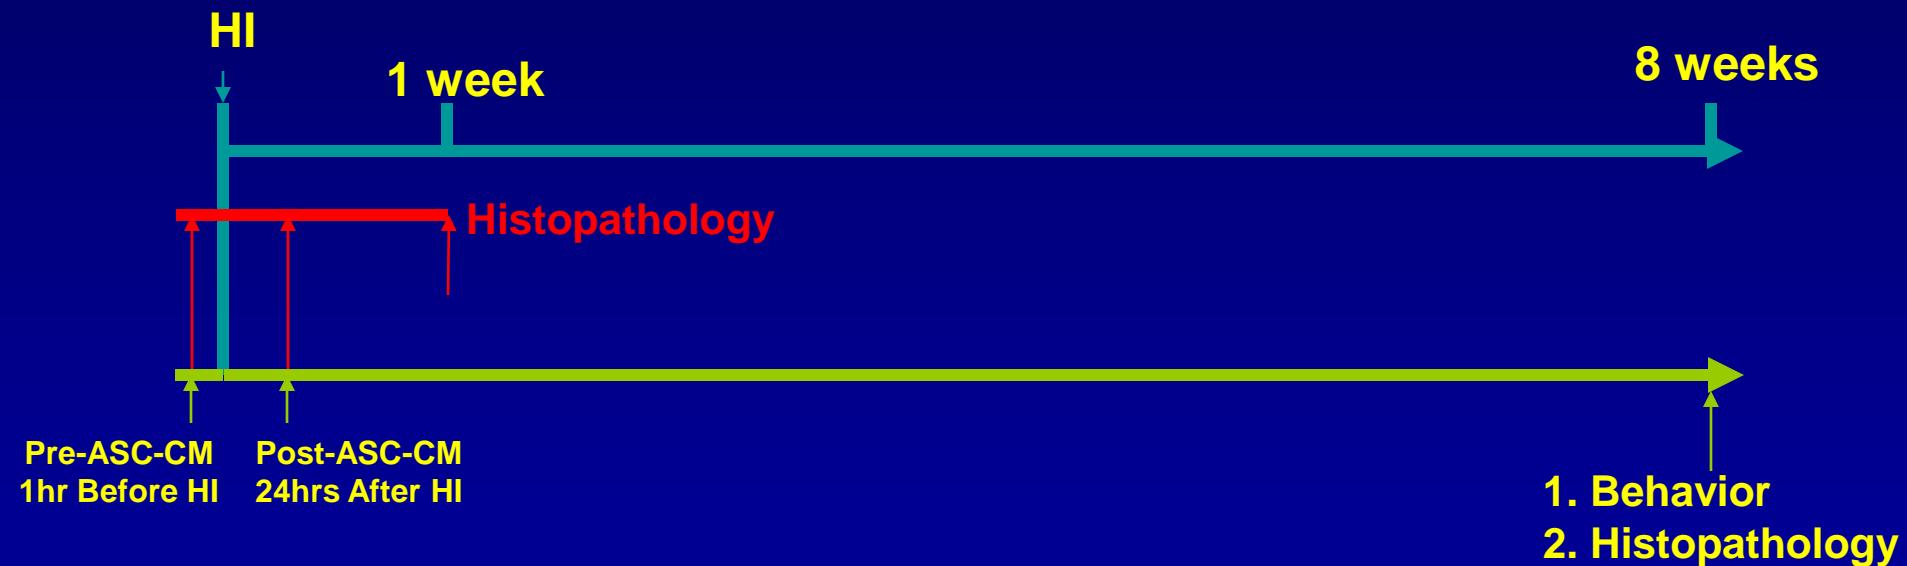 HI
1 week
8 weeks
Histopathology
Pre-ASC-CM
1hr Before HI
Post-ASC-CM
24hrs After HI
1. Behavior
2. Histopathology